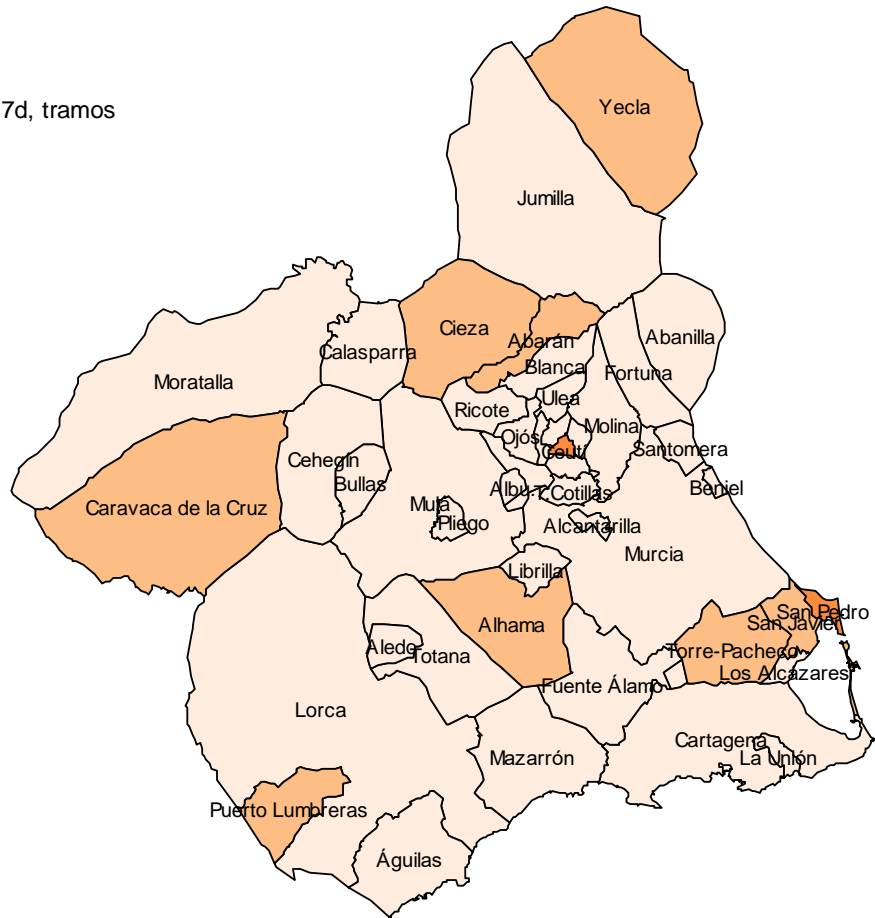 7d, tramos
Yecla
Jumilla
Cieza
Abarán
Abanilla
Calasparra
Blanca
Fortuna
Moratalla
Ulea
Ricote
Molina
Ojós
Ceutí
Santomera
Cehegín
Bullas
Albu.
T.Cotillas
Beniel
Caravaca de la Cruz
Mula
Pliego
Alcantarilla
Murcia
Librilla
San Pedro
San Javier
Alhama
Aledo
Totana
Torre-Pacheco
Los Alcázares
Fuente Álamo
Lorca
Cartagena
La Unión
Mazarrón
Puerto Lumbreras
Águilas